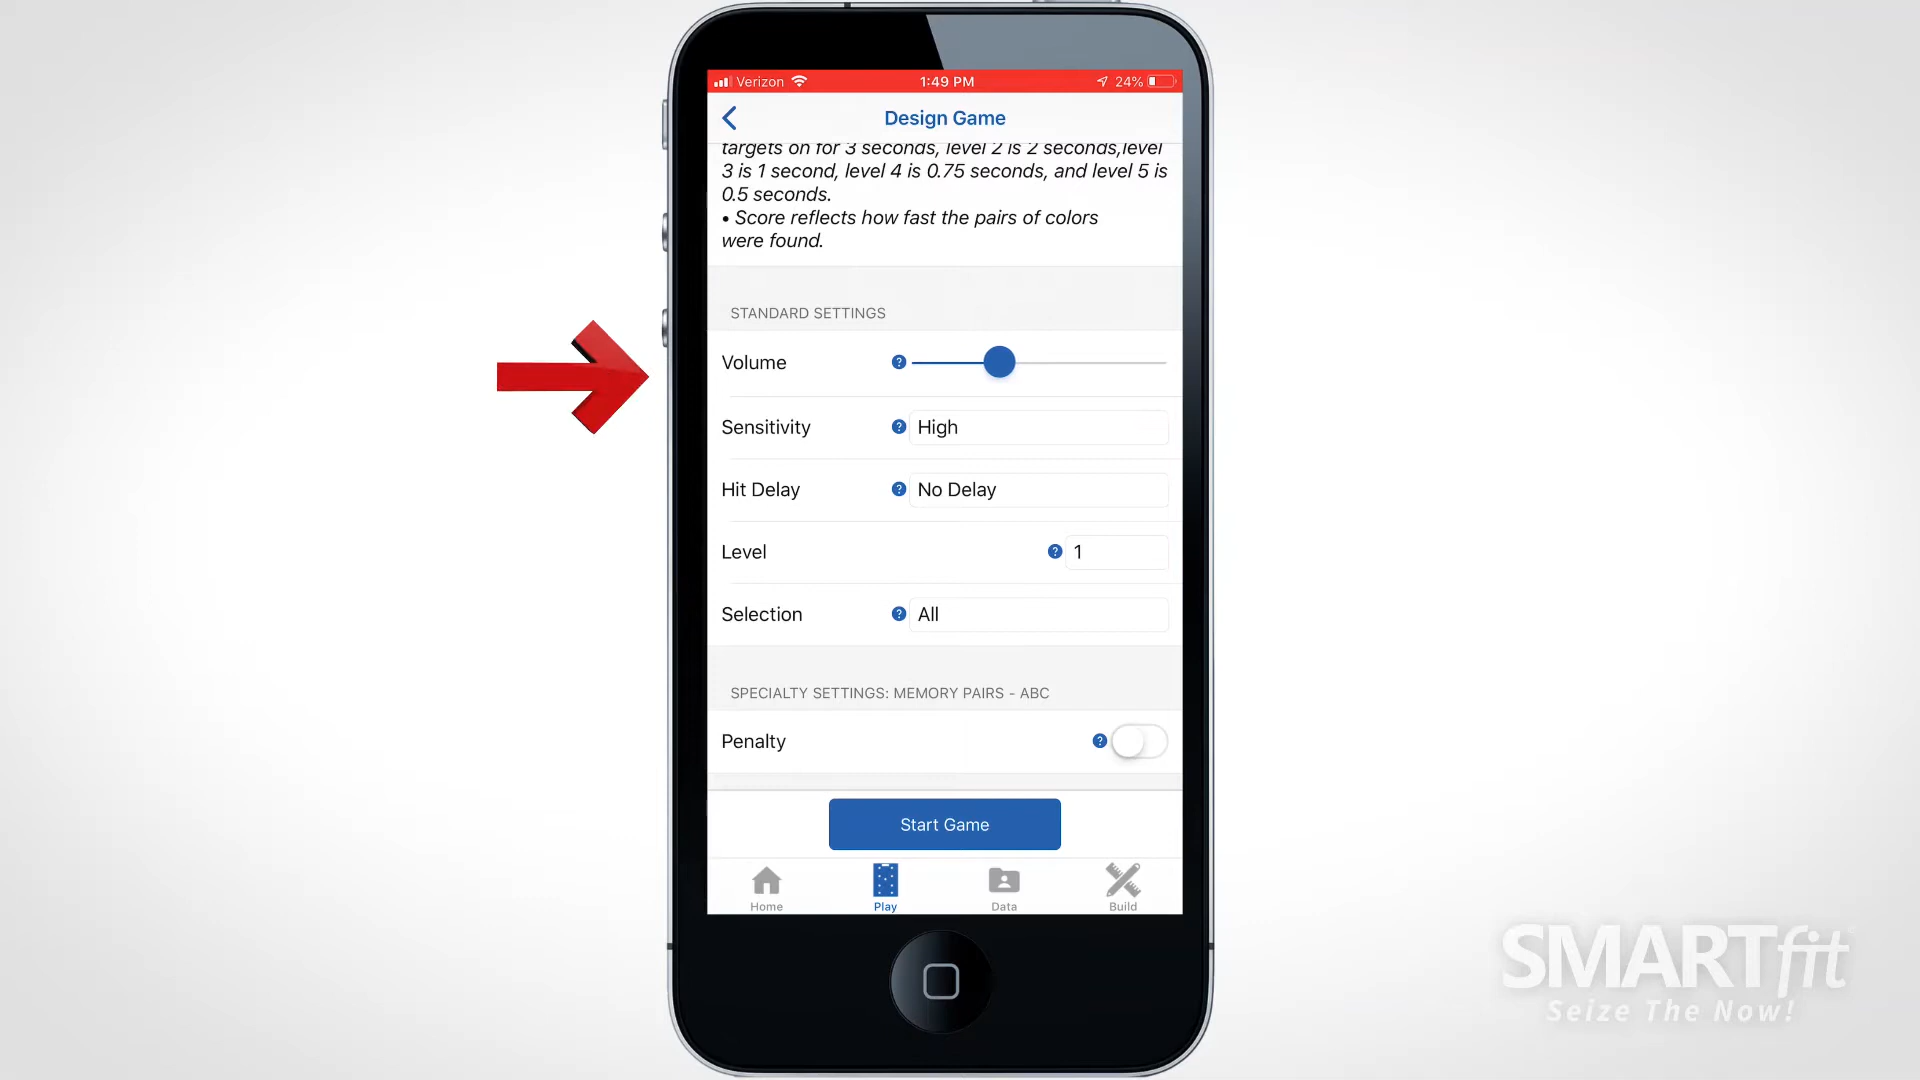 Verizon 1:49 PM 24%
Design Game
targets on for 3 seconds, level 2 is 2 seconds,level
3 is 1 second, level 4 is 0.75 seconds, and level 5 is
0.5 seconds.
• Score reflects how fast the pairs of colors
were found.
STANDARD SETTINGS
Volume ?
Sensitivity ? High
Hit Delay ? No Delay
Level ? 1
Selection ? All
SPECIALTY SETTINGS: MEMORY PAIRS - ABC
Penalty ?
Start Game
Home Play Data Build
SMARTfit
Seize The Now!